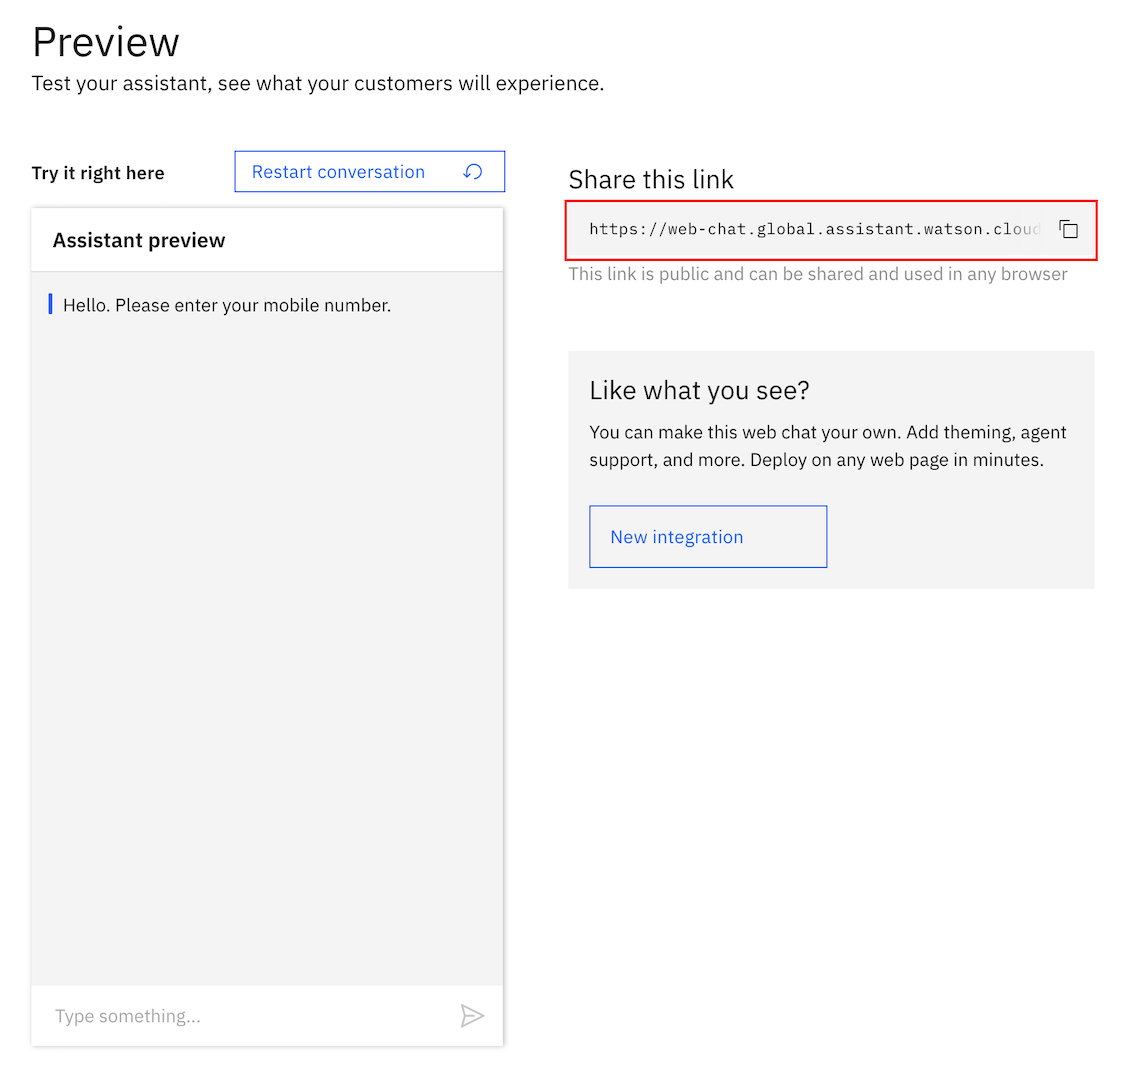 Preview
Test your assistant, see what your customers will experience.
Try it right here
Restart conversation
Assistant preview
Hello. Please enter your mobile number.
Type something...
Share this link
https://web-chat.global.assistant.watson.cloud
This link is public and can be shared and used in any browser
Like what you see?
You can make this web chat your own. Add theming, agent
support, and more. Deploy on any web page in minutes.
New integration